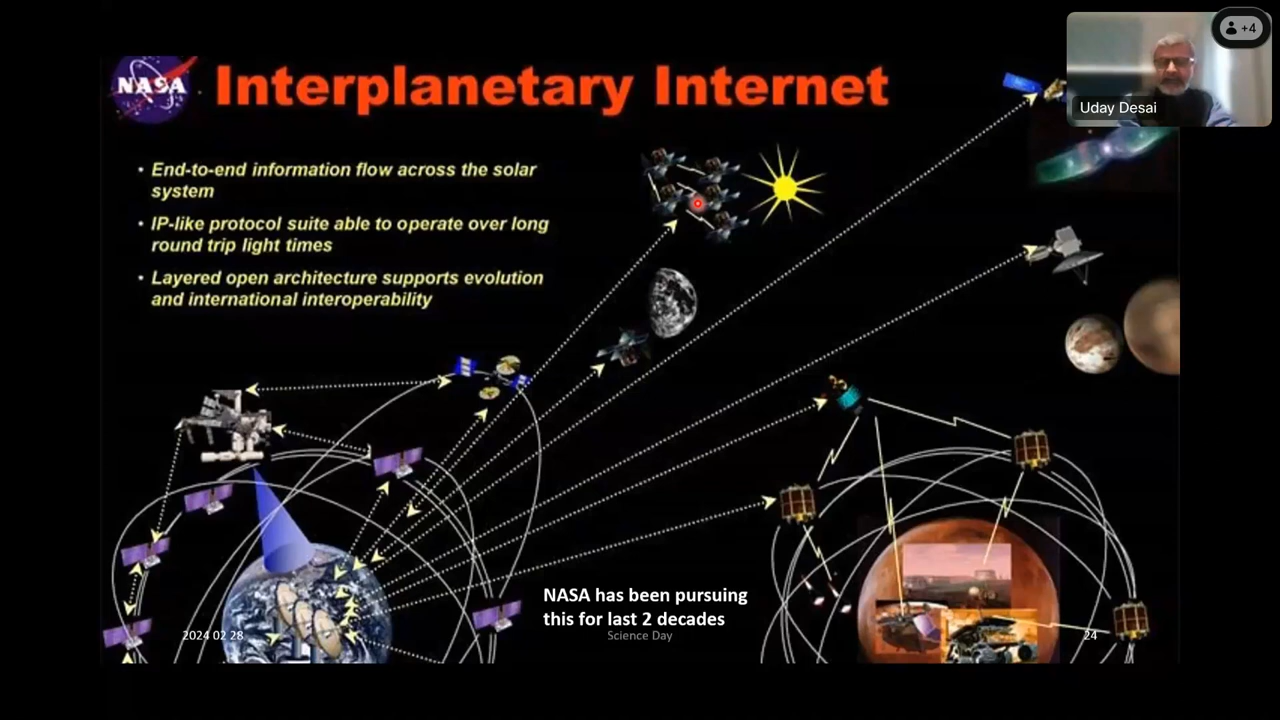 +4
Uday Desai
NASA
Interplanetary Internet
• End-to-end information flow across the solar
system
• IP-like protocol suite able to operate over long
round trip light times
• Layered open architecture supports evolution
and international interoperability
NASA has been pursuing
this for last 2 decades
2024 02 28
Science Day
24